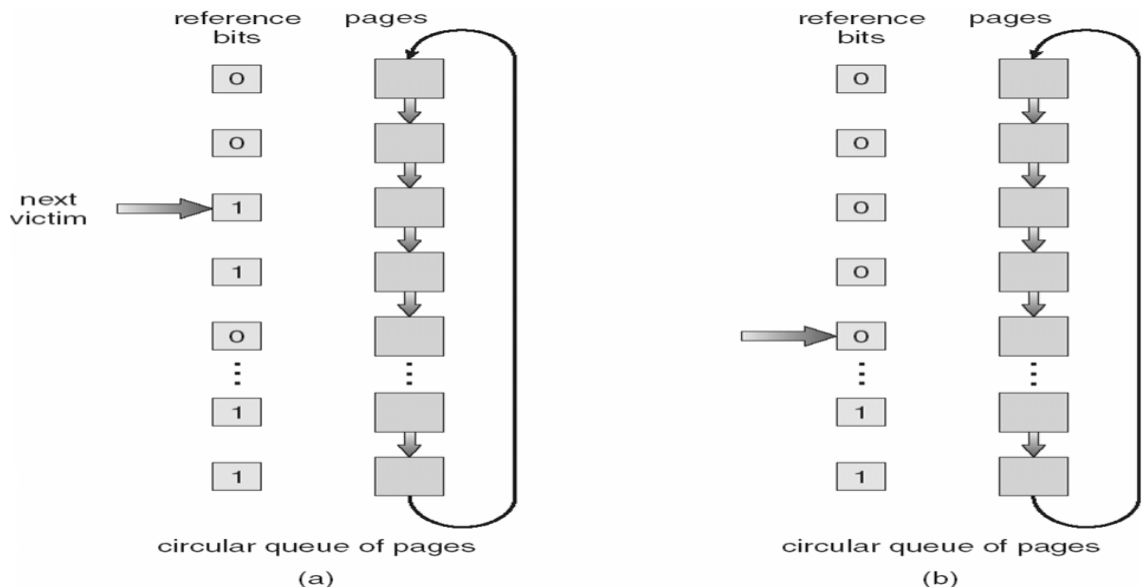 reference bits
pages
0
0
next victim
1
1
0
1
1
circular queue of pages
(a)
reference bits
pages
0
0
0
0
0
1
1
circular queue of pages
(b)